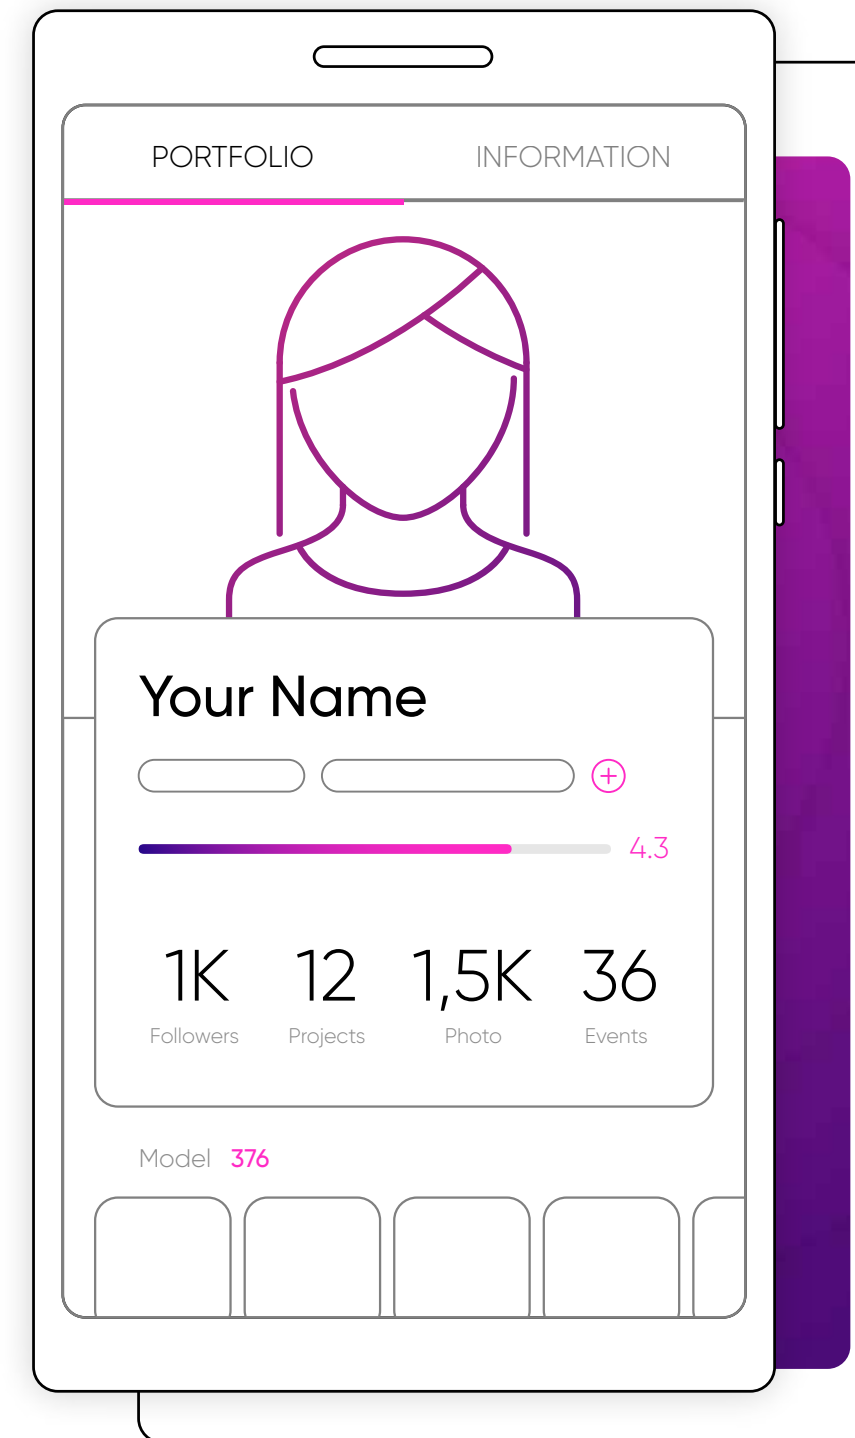 PORTFOLIO INFORMATION
Your Name
4.3
1K 12 1,5K 36
Followers Projects Photo Events
Model 376